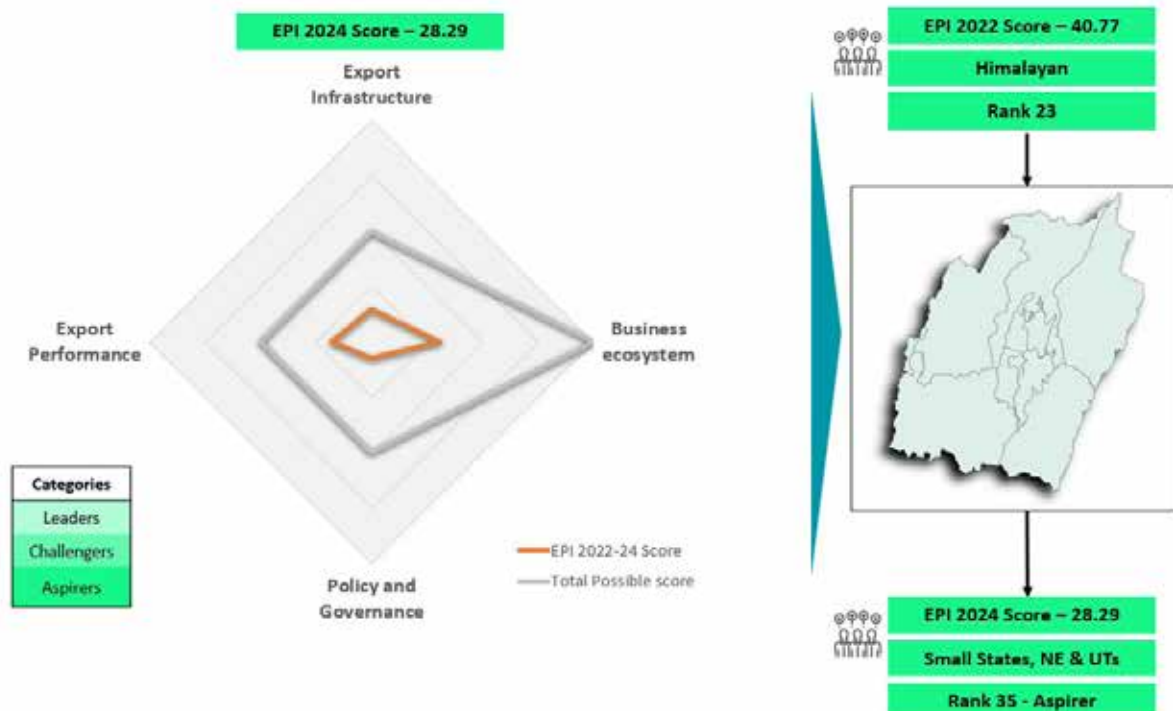 EPI 2024 Score – 28.29
Export
Infrastructure
Export
Performance
Business
ecosystem
Policy and
Governance
Categories
Leaders
Challengers
Aspirers
EPI 2022-24 Score
Total Possible score
EPI 2022 Score – 40.77
Himalayan
Rank 23
EPI 2024 Score – 28.29
Small States, NE & UTs
Rank 35 - Aspirer